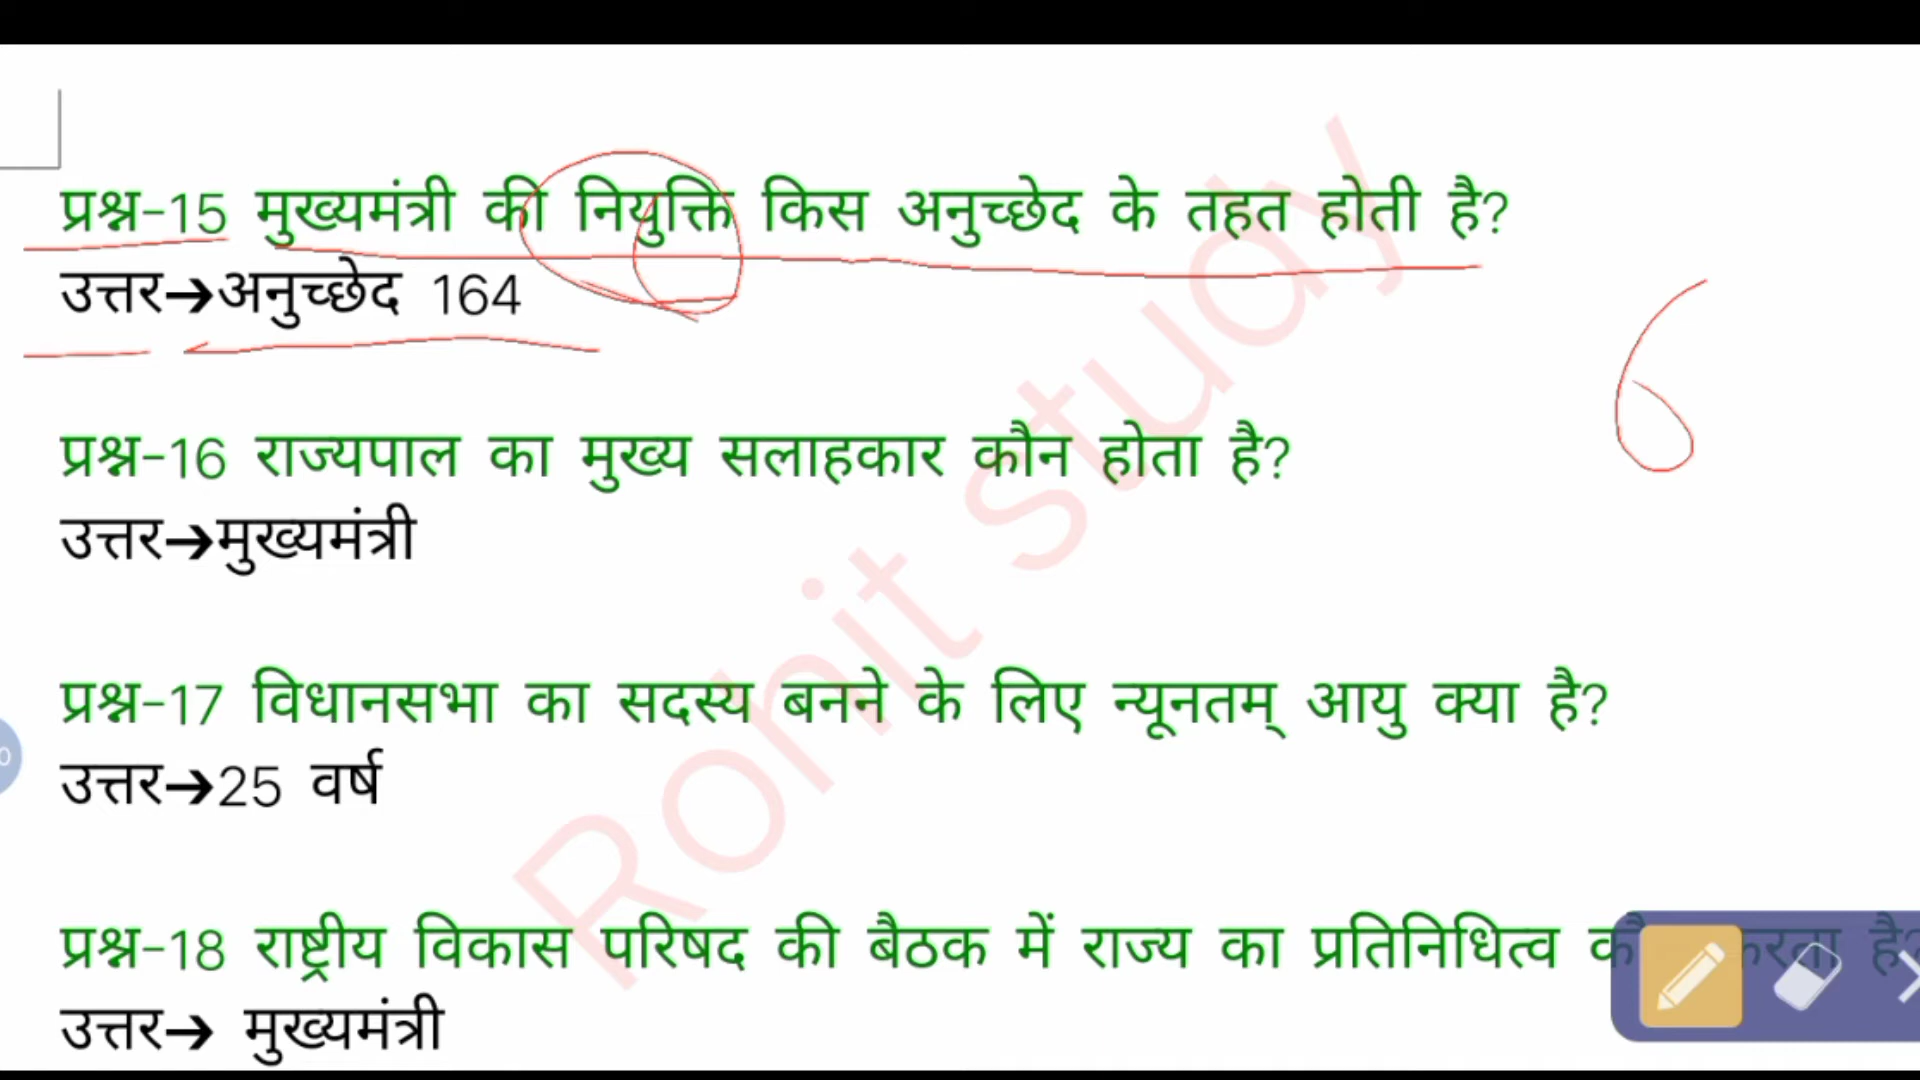 प्रश्न-15 मुख्यमंत्री की नियुक्ति किस अनुच्छेद के तहत होती है?
उत्तर→अनुच्छेद 164
6
प्रश्न-16 राज्यपाल का मुख्य सलाहकार कौन होता है?
उत्तर→मुख्यमंत्री
प्रश्न-17 विधानसभा का सदस्य बनने के लिए न्यूनतम् आयु क्या है?
उत्तर→25 वर्ष
प्रश्न-18 राष्ट्रीय विकास परिषद की बैठक में राज्य का प्रतिनिधित्व करता है?
उत्तर→ मुख्यमंत्री
Rohit study